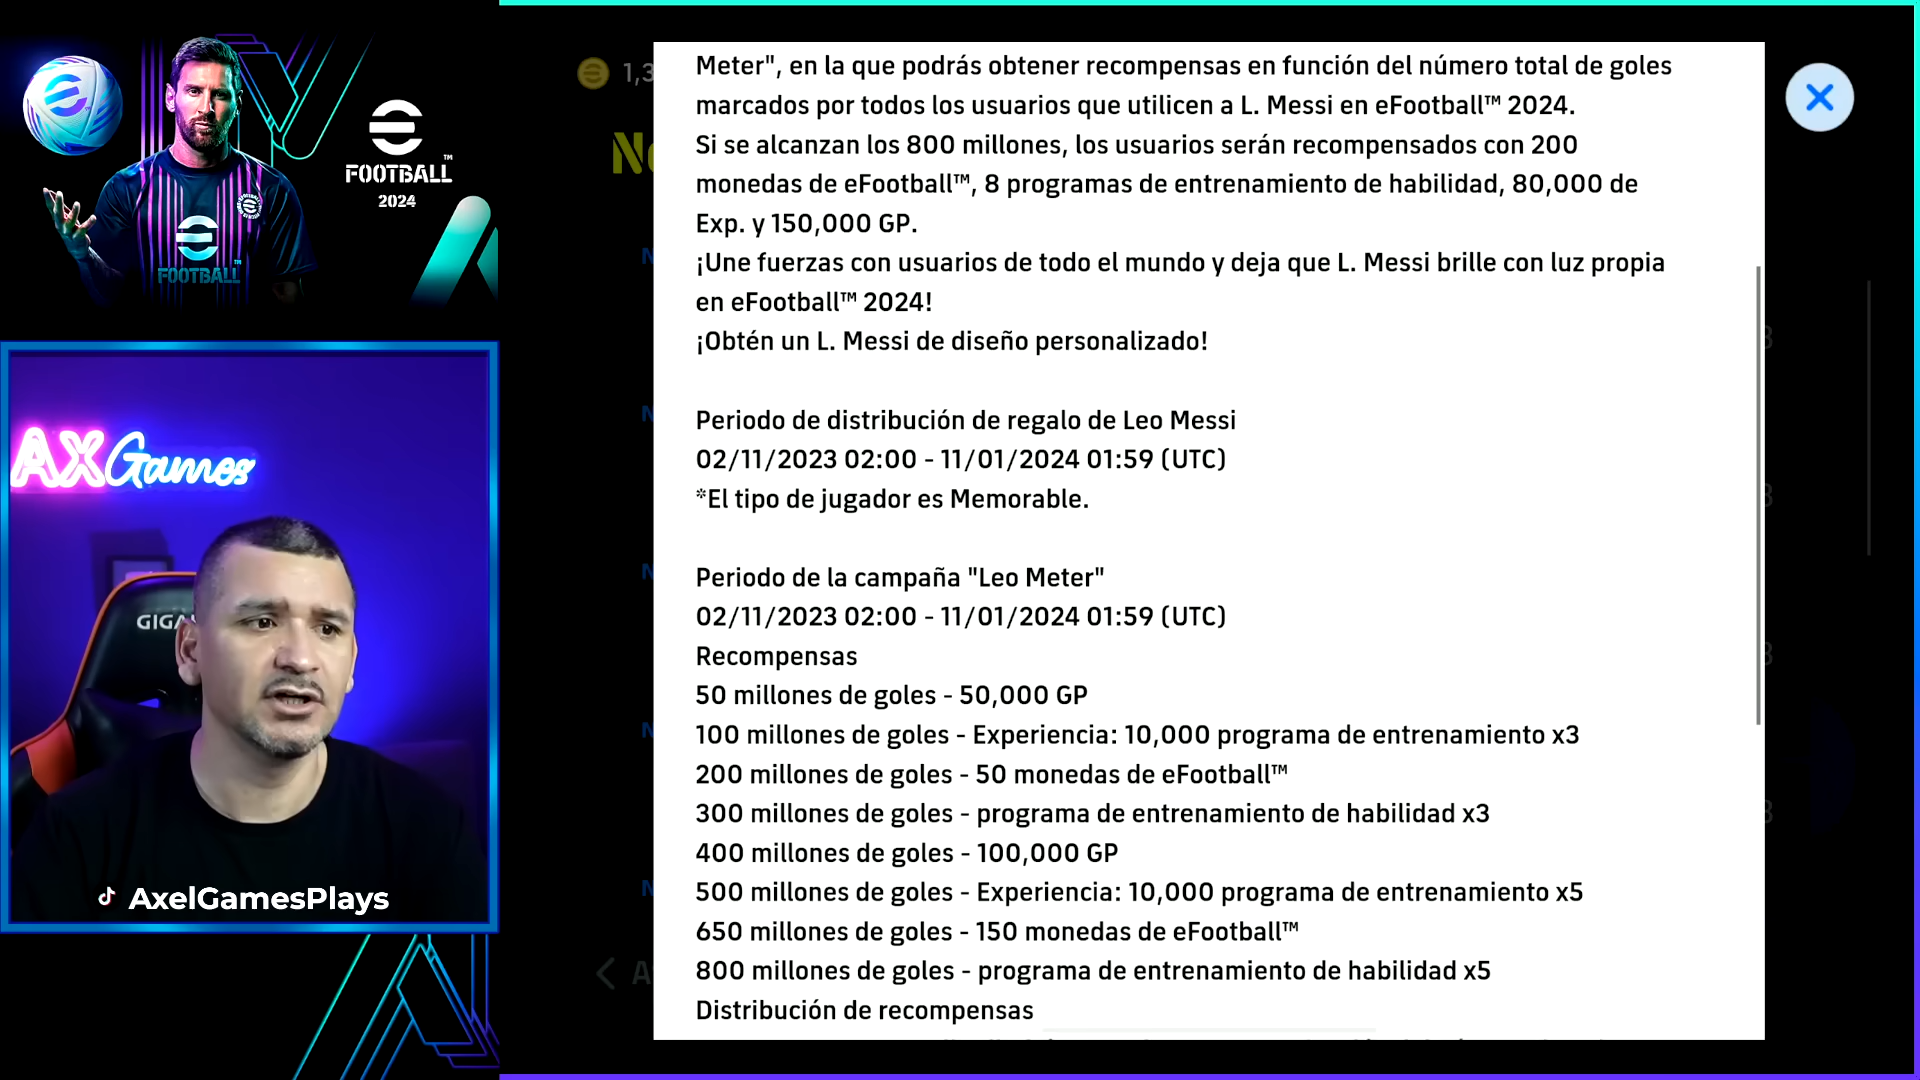 FOOTBALL™
2024
FOOTBALL™
AXGames
GIGA
AxelGamesPlays
1,3
Meter", en la que podrás obtener recompensas en función del número total de goles
marcados por todos los usuarios que utilicen a L. Messi en eFootball™ 2024.
Si se alcanzan los 800 millones, los usuarios serán recompensados con 200
monedas de eFootball™, 8 programas de entrenamiento de habilidad, 80,000 de
Exp. y 150,000 GP.
¡Une fuerzas con usuarios de todo el mundo y deja que L. Messi brille con luz propia
en eFootball™ 2024!
¡Obtén un L. Messi de diseño personalizado!
Periodo de distribución de regalo de Leo Messi
02/11/2023 02:00 - 11/01/2024 01:59 (UTC)
*El tipo de jugador es Memorable.
Periodo de la campaña "Leo Meter"
02/11/2023 02:00 - 11/01/2024 01:59 (UTC)
Recompensas
50 millones de goles - 50,000 GP
100 millones de goles - Experiencia: 10,000 programa de entrenamiento x3
200 millones de goles - 50 monedas de eFootball™
300 millones de goles - programa de entrenamiento de habilidad x3
400 millones de goles - 100,000 GP
500 millones de goles - Experiencia: 10,000 programa de entrenamiento x5
650 millones de goles - 150 monedas de eFootball™
800 millones de goles - programa de entrenamiento de habilidad x5
Distribución de recompensas